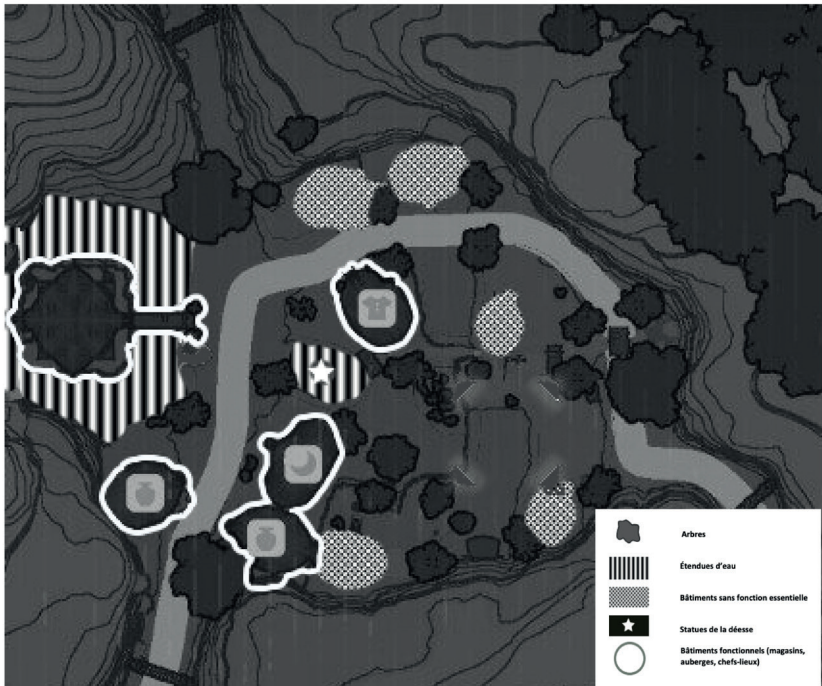 Arbres
Étendues d'eau
Bâtiments sans fonction essentielle
Statues de la déesse
Bâtiments fonctionnels (magasins,
auberges, chefs-lieux)